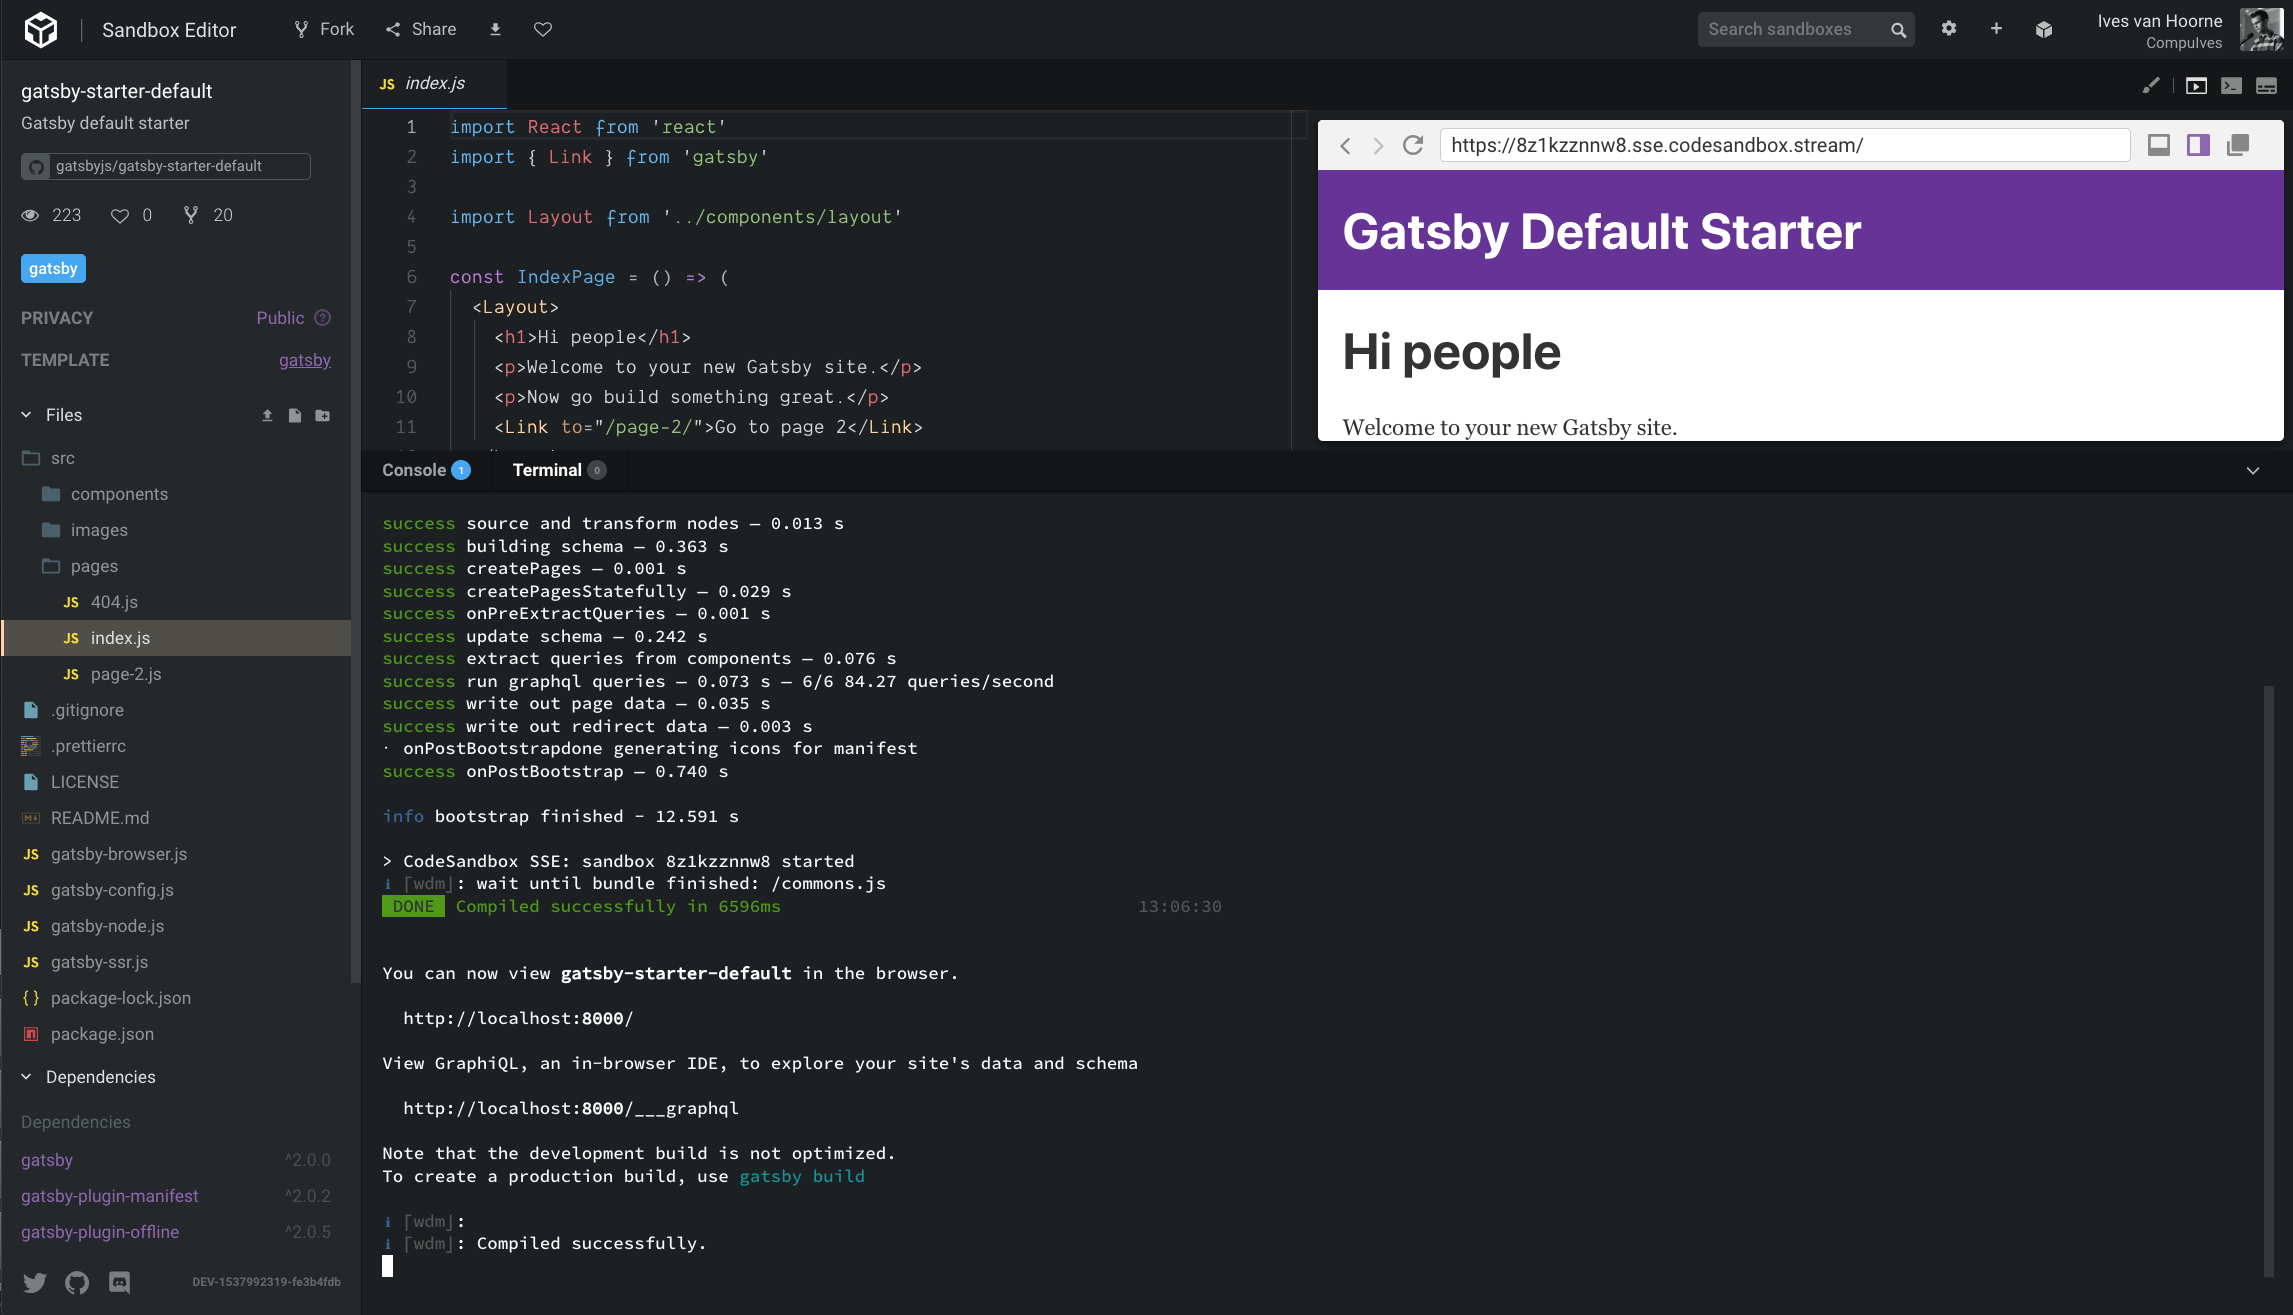 Sandbox Editor
Fork
Share
Search sandboxes
Ives van Hoorne
Compulves
gatsby-starter-default
Gatsby default starter
gatsbyjs/gatsby-starter-default
223
0
20
gatsby
PRIVACY
Public
TEMPLATE
gatsby
Files
src
components
images
pages
JS 404.js
JS index.js
JS page-2.js
.gitignore
.prettierrc
LICENSE
README.md
JS gatsby-browser.js
JS gatsby-config.js
JS gatsby-node.js
JS gatsby-ssr.js
{ } package-lock.json
package.json
Dependencies
Dependencies
gatsby ^2.0.0
gatsby-plugin-manifest ^2.0.2
gatsby-plugin-offline ^2.0.5
DEV-1537992319-fe3b4fdb
JS index.js
1 import React from 'react'
2 import { Link } from 'gatsby'
3
4 import Layout from '../components/layout'
5
6 const IndexPage = () => (
7 <Layout>
8 <h1>Hi people</h1>
9 <p>Welcome to your new Gatsby site.</p>
10 <p>Now go build something great.</p>
11 <Link to="/page-2/">Go to page 2</Link>
https://8z1kzznnw8.sse.codesandbox.stream/
Gatsby Default Starter
Hi people
Welcome to your new Gatsby site.
Console 1
Terminal 0
success source and transform nodes — 0.013 s
success building schema — 0.363 s
success createPages — 0.001 s
success createPagesStatefully — 0.029 s
success onPreExtractQueries — 0.001 s
success update schema — 0.242 s
success extract queries from components — 0.076 s
success run graphql queries — 0.073 s — 6/6 84.27 queries/second
success write out page data — 0.035 s
success write out redirect data — 0.003 s
· onPostBootstrapdone generating icons for manifest
success onPostBootstrap — 0.740 s
info bootstrap finished - 12.591 s
> CodeSandbox SSE: sandbox 8z1kzznnw8 started
ℹ ｢wdm｣: wait until bundle finished: /commons.js
DONE Compiled successfully in 6596ms 13:06:30
You can now view gatsby-starter-default in the browser.
http://localhost:8000/
View GraphiQL, an in-browser IDE, to explore your site's data and schema
http://localhost:8000/___graphql
Note that the development build is not optimized.
To create a production build, use gatsby build
ℹ ｢wdm｣:
ℹ ｢wdm｣: Compiled successfully.